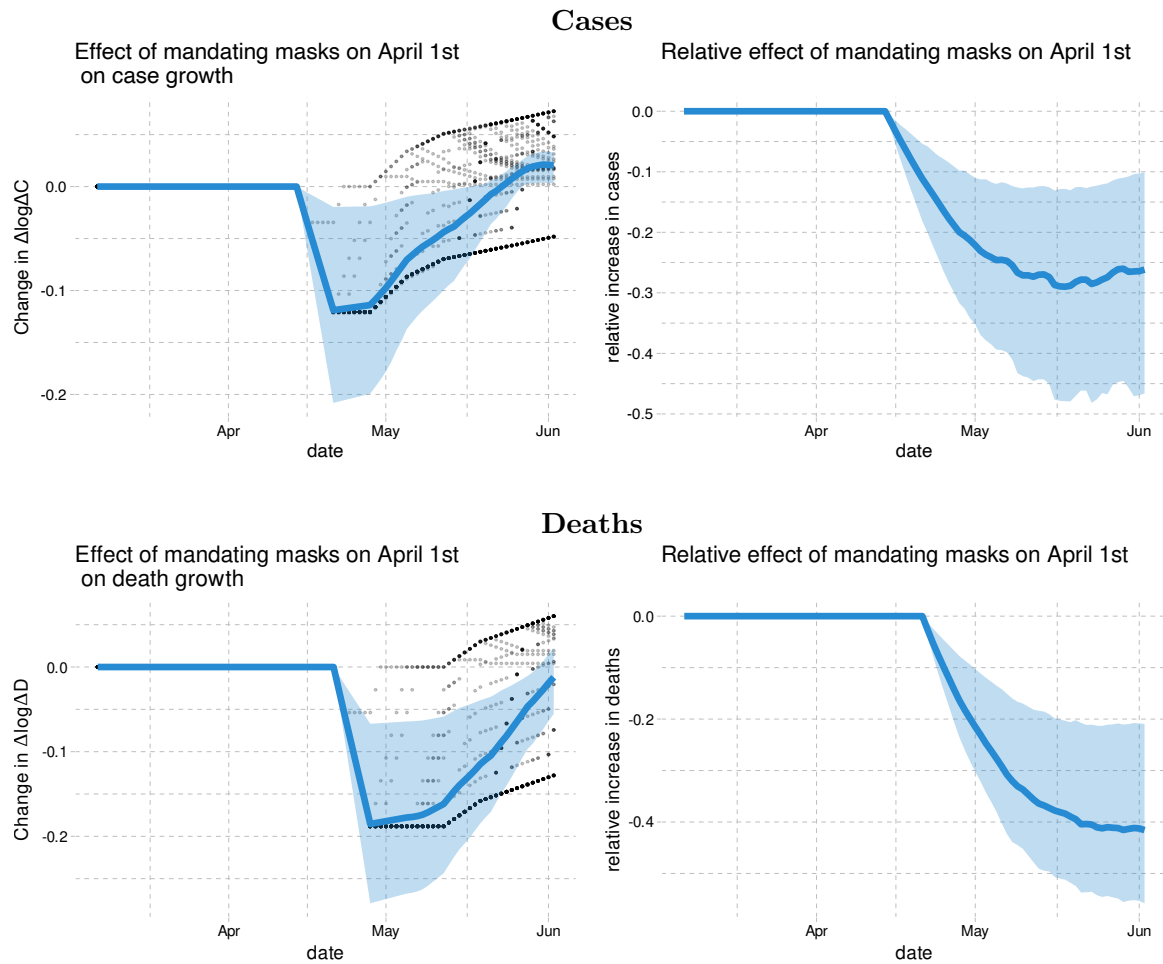 Cases
Effect of mandating masks on April 1st
on case growth
Change in ΔlogΔC
0.0
-0.1
-0.2
Apr
May
Jun
date
Relative effect of mandating masks on April 1st
relative increase in cases
0.0
-0.1
-0.2
-0.3
-0.4
-0.5
Apr
May
Jun
date
Deaths
Effect of mandating masks on April 1st
on death growth
Change in ΔlogΔD
0.0
-0.1
-0.2
Apr
May
Jun
date
Relative effect of mandating masks on April 1st
relative increase in deaths
0.0
-0.2
-0.4
Apr
May
Jun
date